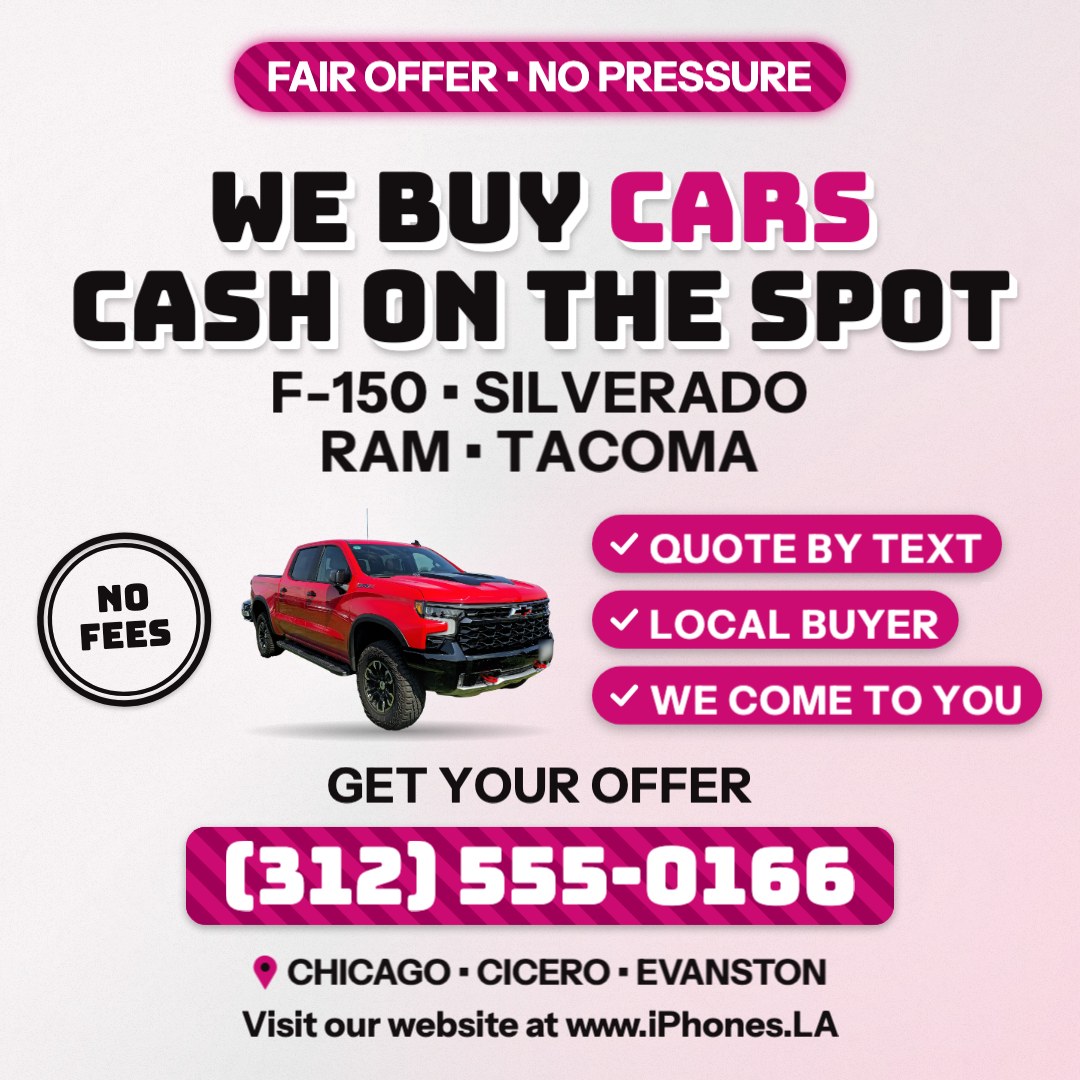 FAIR OFFER ▪ NO PRESSURE
WE BUY CARS
CASH ON THE SPOT
F-150 ▪ SILVERADO
RAM ▪ TACOMA
NO
FEES
✓ QUOTE BY TEXT
✓ LOCAL BUYER
✓ WE COME TO YOU
GET YOUR OFFER
(312) 555-0166
CHICAGO ▪ CICERO ▪ EVANSTON
Visit our website at www.iPhones.LA